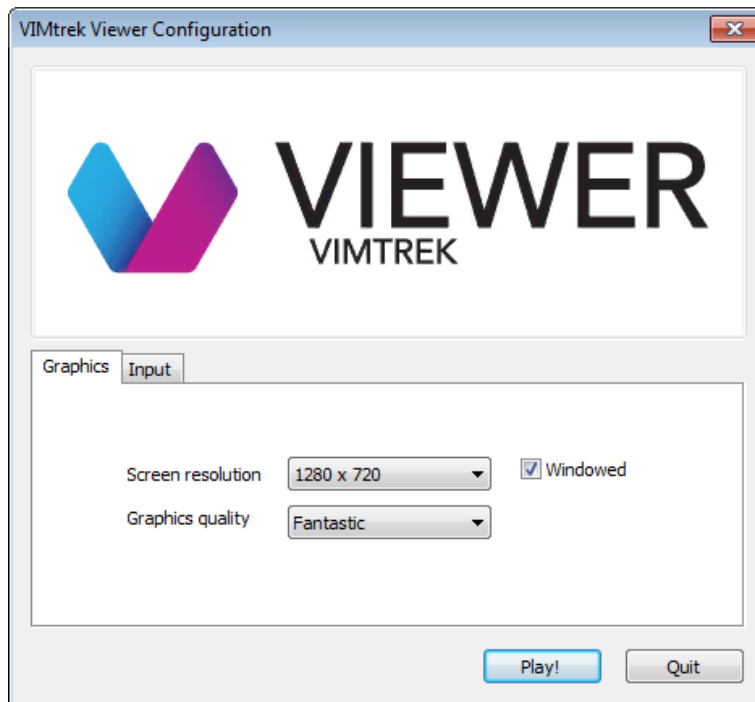 VIMtrek Viewer Configuration
VIEWER
VIMTREK
Graphics Input
Screen resolution 1280 x 720 Windowed
Graphics quality Fantastic
Play! Quit